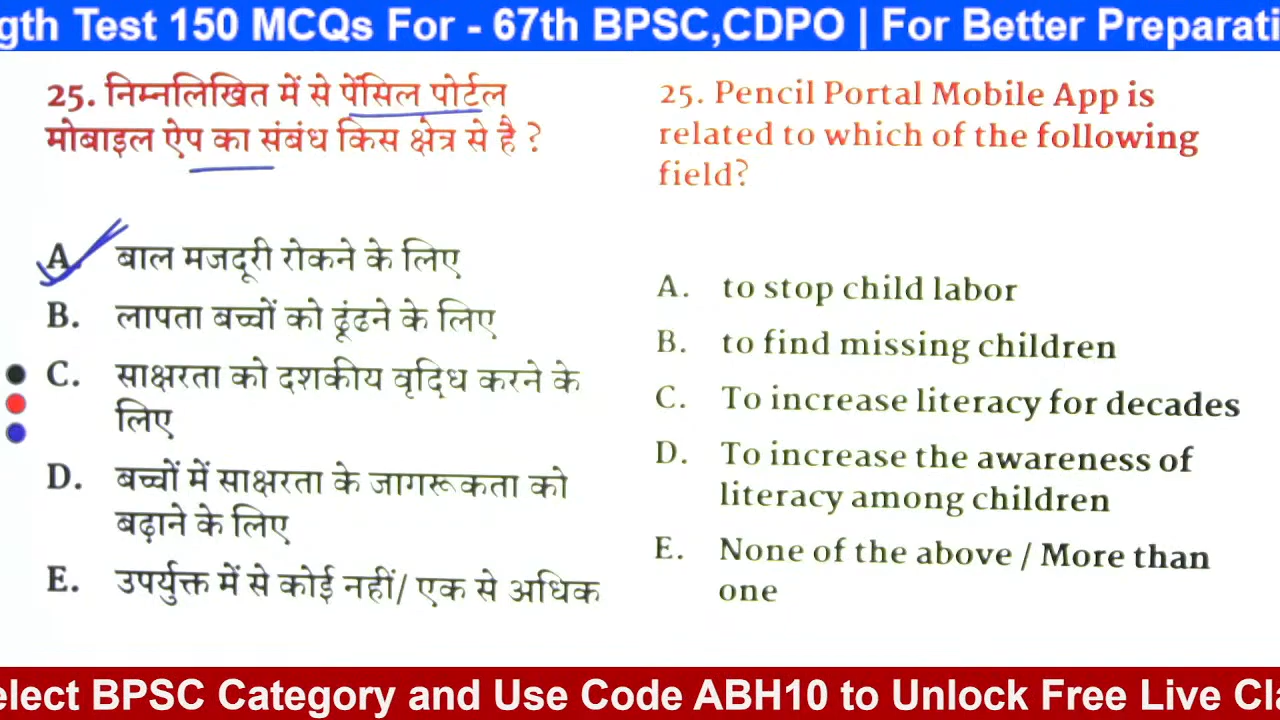 gth Test 150 MCQs For - 67th BPSC,CDPO | For Better Preparati
25. निम्नलिखित में से पेंसिल पोर्टल
मोबाइल ऐप का संबंध किस क्षेत्र से है ?
A. बाल मजदूरी रोकने के लिए
B. लापता बच्चों को ढूंढने के लिए
C. साक्षरता को दशकीय वृद्धि करने के
लिए
D. बच्चों में साक्षरता के जागरूकता को
बढ़ाने के लिए
E. उपर्युक्त में से कोई नहीं/ एक से अधिक
25. Pencil Portal Mobile App is
related to which of the following
field?
A. to stop child labor
B. to find missing children
C. To increase literacy for decades
D. To increase the awareness of
literacy among children
E. None of the above / More than
one
elect BPSC Category and Use Code ABH10 to Unlock Free Live Cla